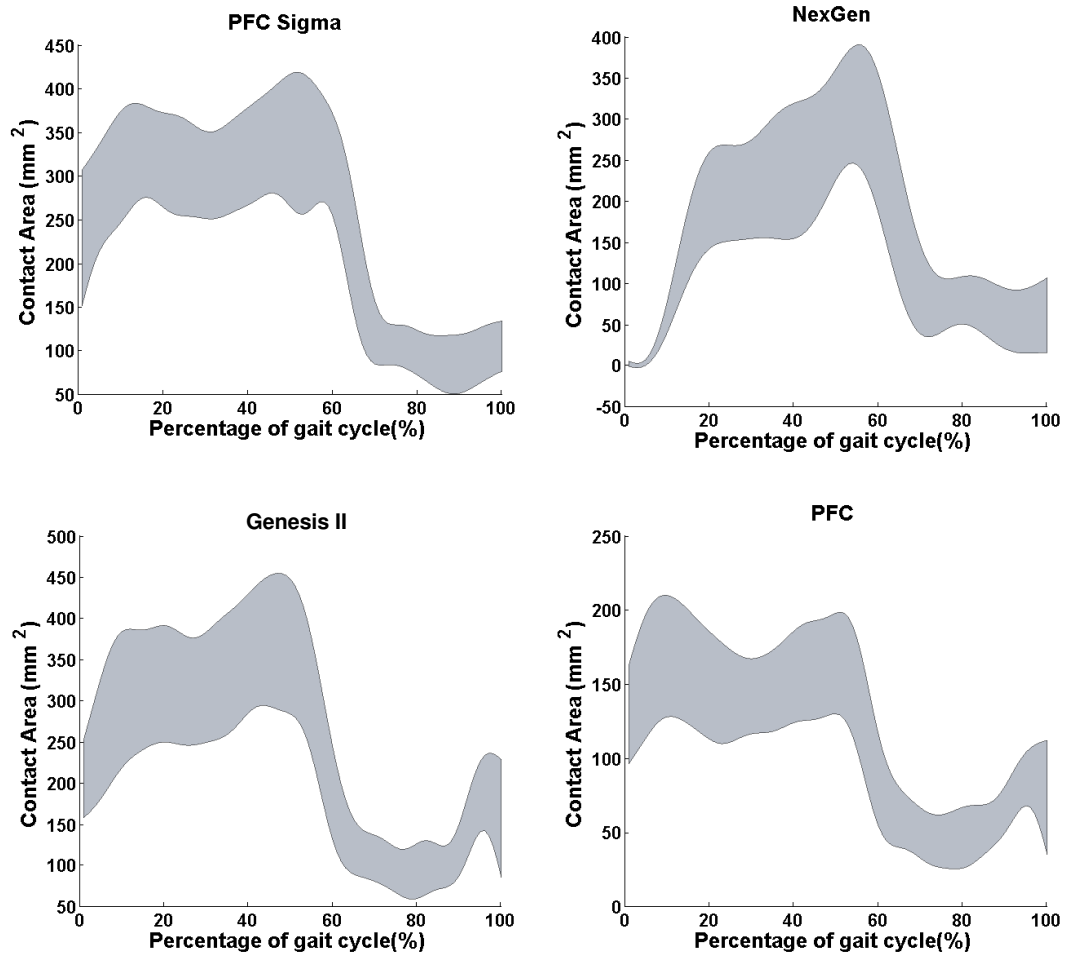 PFC Sigma
450
400
350
300
250
200
150
100
50
0 20 40 60 80 100
Contact Area (mm 2)
Percentage of gait cycle(%)
NexGen
400
350
300
250
200
150
100
50
0
-50
0 20 40 60 80 100
Contact Area (mm 2)
Percentage of gait cycle(%)
Genesis II
500
450
400
350
300
250
200
150
100
50
0 20 40 60 80 100
Contact Area (mm 2)
Percentage of gait cycle(%)
PFC
250
200
150
100
50
0
0 20 40 60 80 100
Contact Area (mm 2)
Percentage of gait cycle(%)